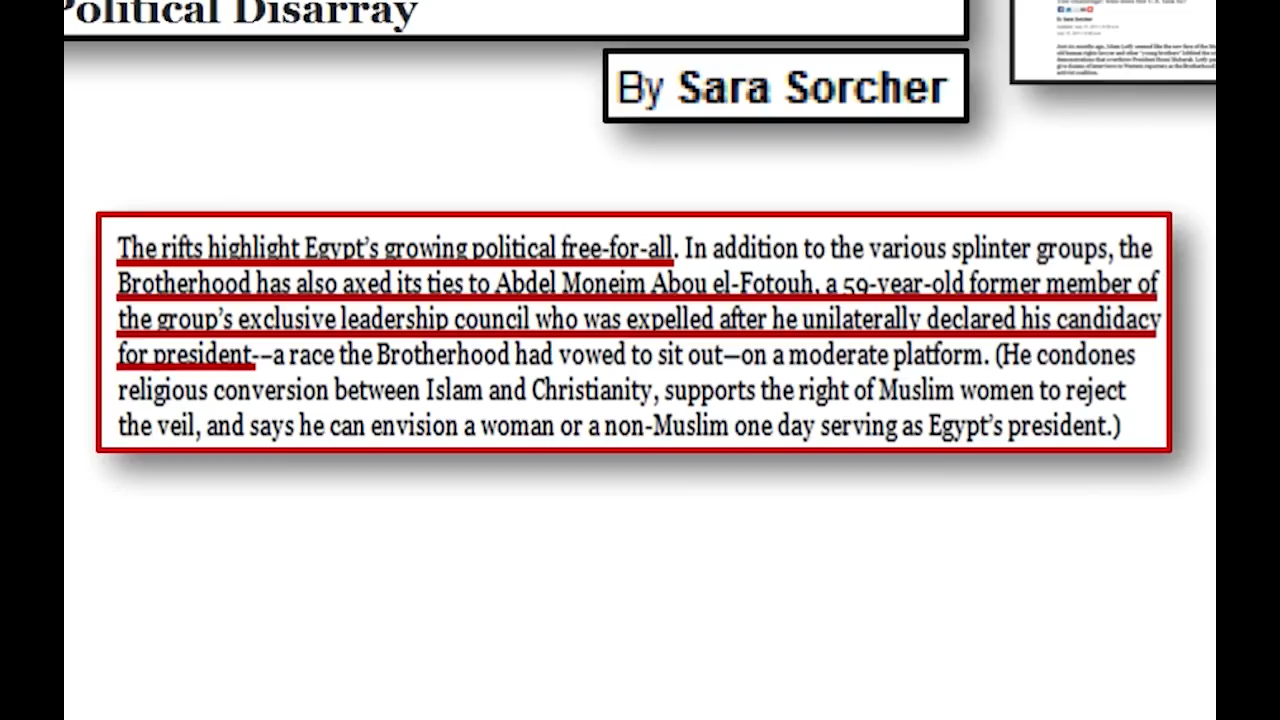 Political Disarray
By Sara Sorcher
The rifts highlight Egypt's growing political free-for-all. In addition to the various splinter groups, the
Brotherhood has also axed its ties to Abdel Moneim Abou el-Fotouh, a 59-year-old former member of
the group's exclusive leadership council who was expelled after he unilaterally declared his candidacy
for president--a race the Brotherhood had vowed to sit out—on a moderate platform. (He condones
religious conversion between Islam and Christianity, supports the right of Muslim women to reject
the veil, and says he can envision a woman or a non-Muslim one day serving as Egypt's president.)